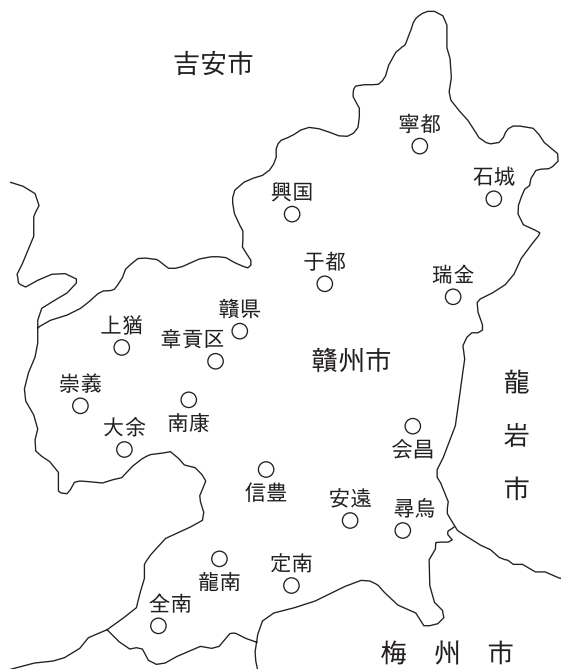 吉安市
寧都
石城
興国
于都
瑞金
贛県
上猶
章貢区
贛州市
崇義
龍岩市
南康
大余
会昌
信豊
安遠
尋烏
龍南
定南
全南
梅州市